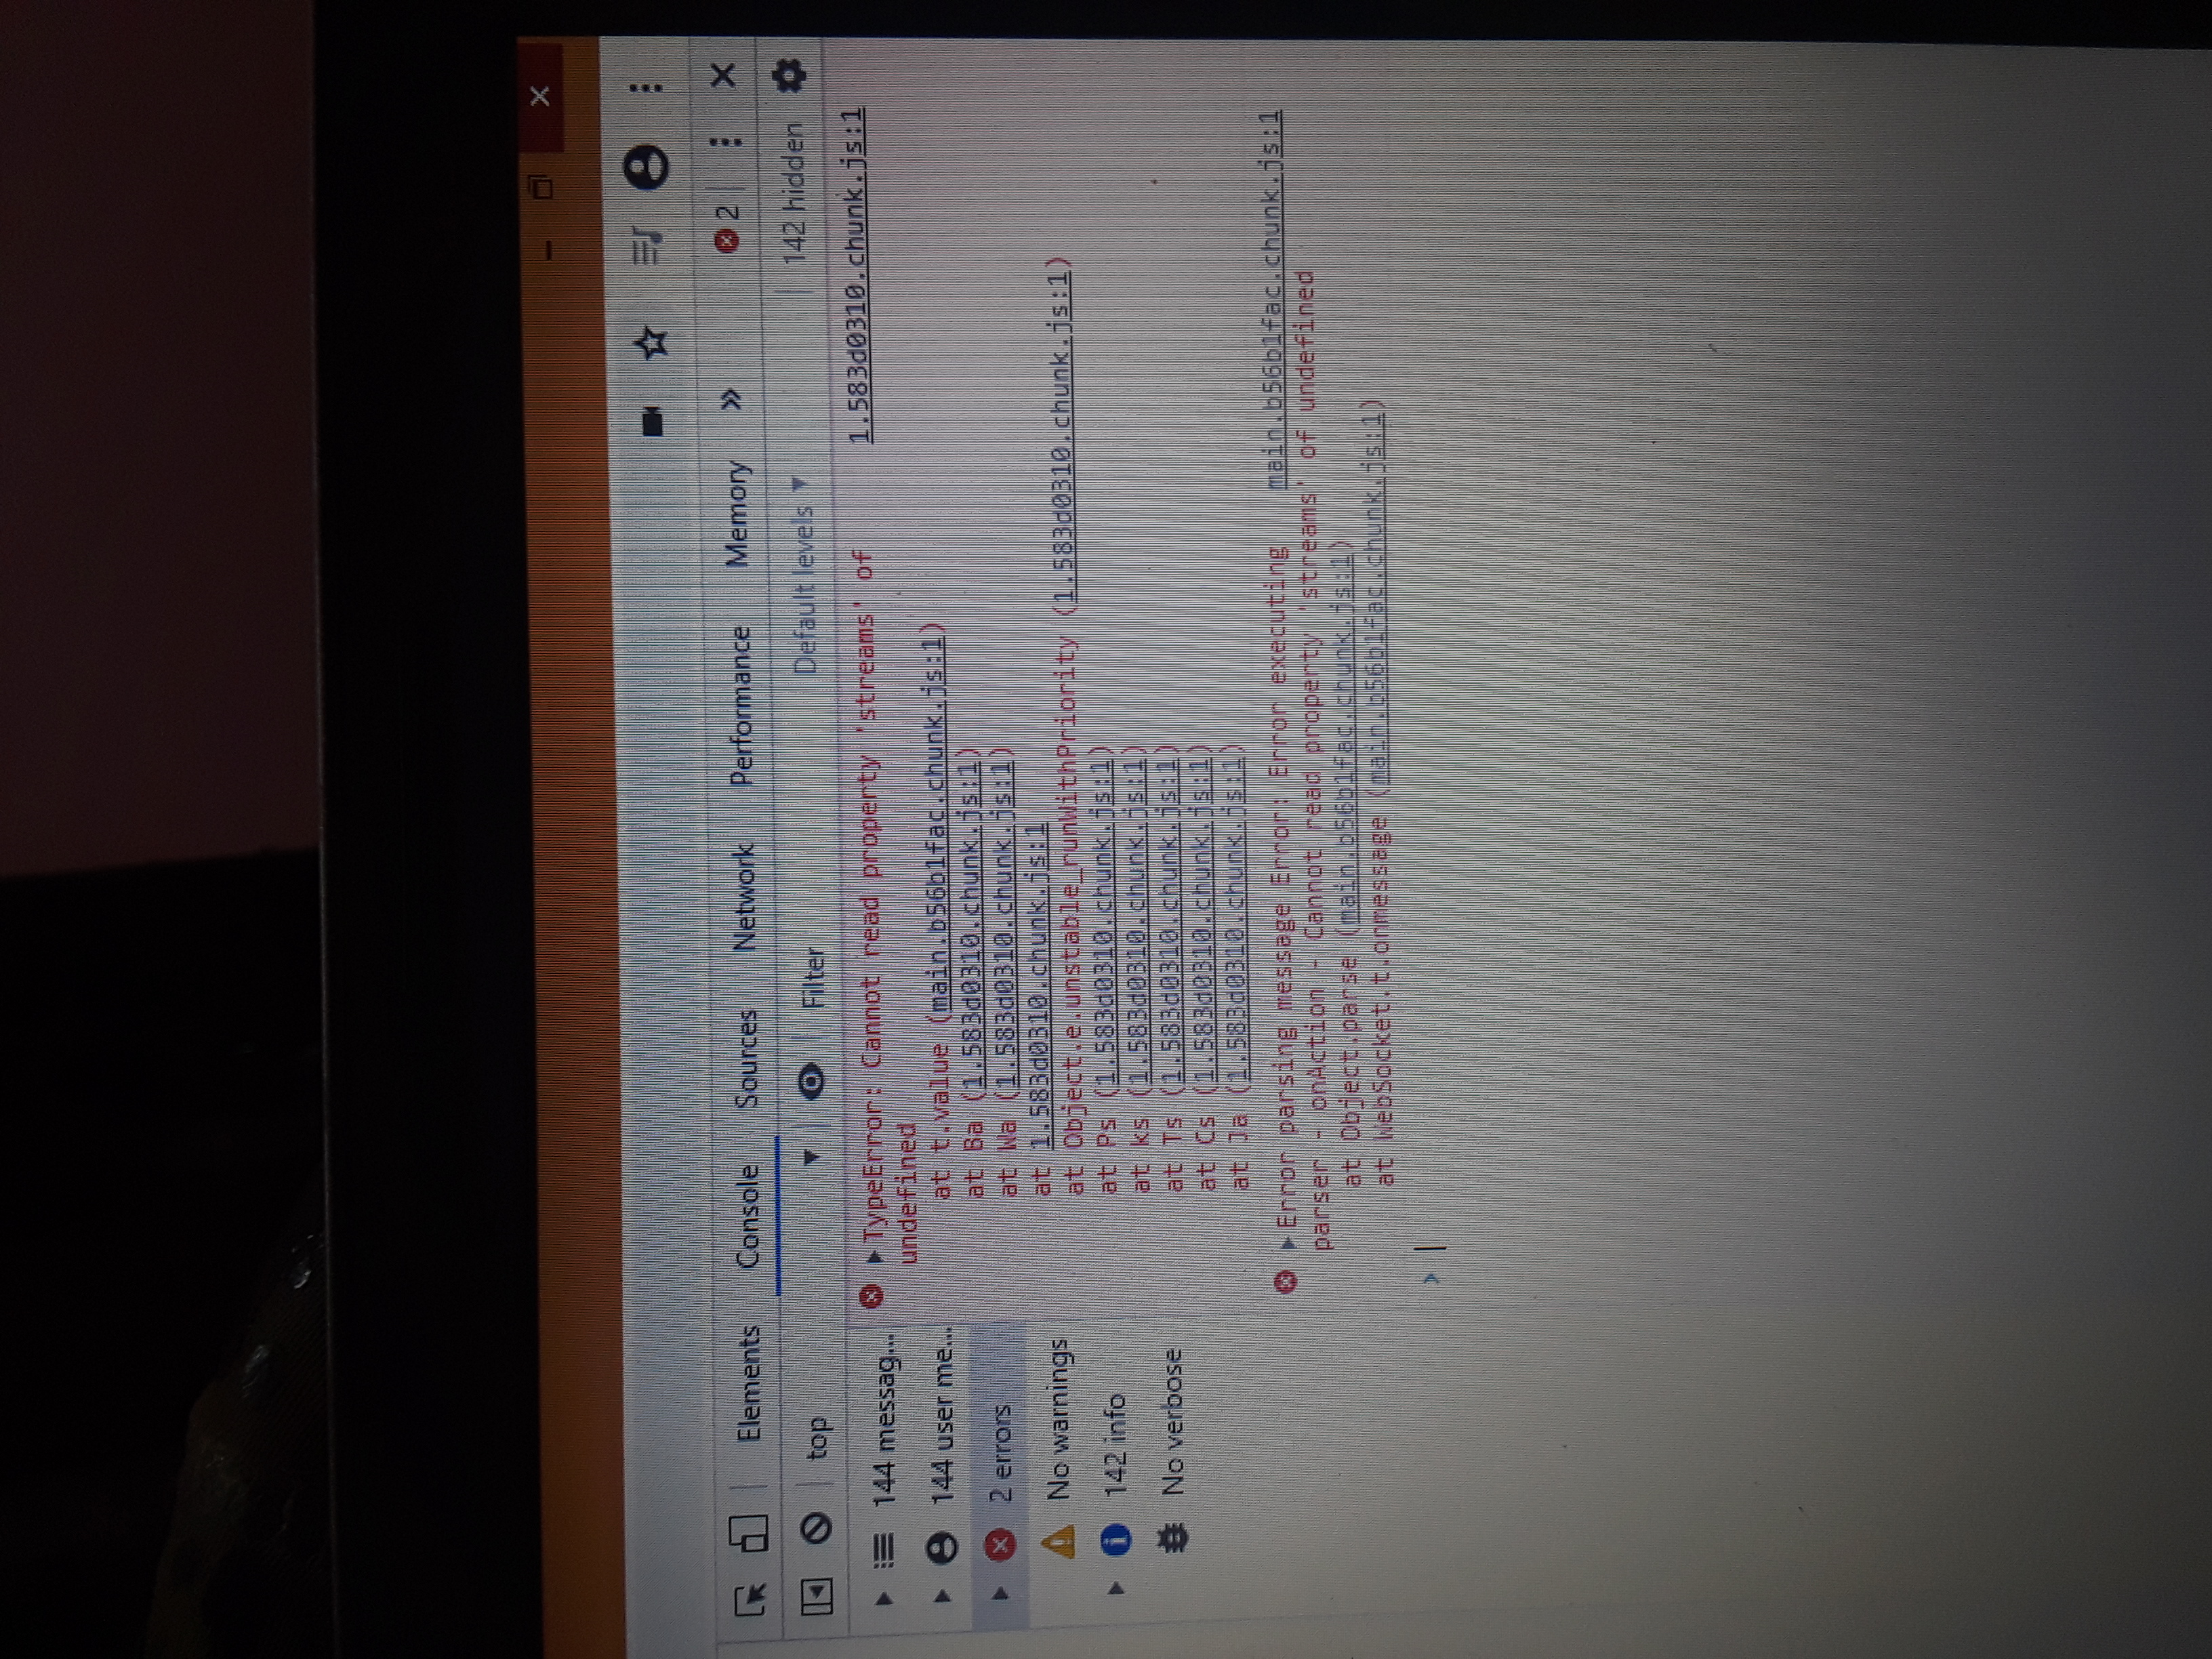 Elements Console Sources Network Performance Memory » 2
top Filter Default levels 142 hidden
144 messag...
144 user me...
2 errors
No warnings
142 info
No verbose
TypeError: Cannot read property 'streams' of 1.583d0310.chunk.js:1
undefined
at t.value (main.b56b1fac.chunk.js:1)
at Ba (1.583d0310.chunk.js:1)
at Wa (1.583d0310.chunk.js:1)
at 1.583d0310.chunk.js:1
at Object.e.unstable_runWithPriority (1.583d0310.chunk.js:1)
at Ps (1.583d0310.chunk.js:1)
at ks (1.583d0310.chunk.js:1)
at Ts (1.583d0310.chunk.js:1)
at Cs (1.583d0310.chunk.js:1)
at Ja (1.583d0310.chunk.js:1)
Error parsing message Error: Error executing main.b56b1fac.chunk.js:1
parser - onAction - Cannot read property 'streams' of undefined
at Object.parse (main.b56b1fac.chunk.js:1)
at WebSocket.t.onmessage (main.b56b1fac.chunk.js:1)